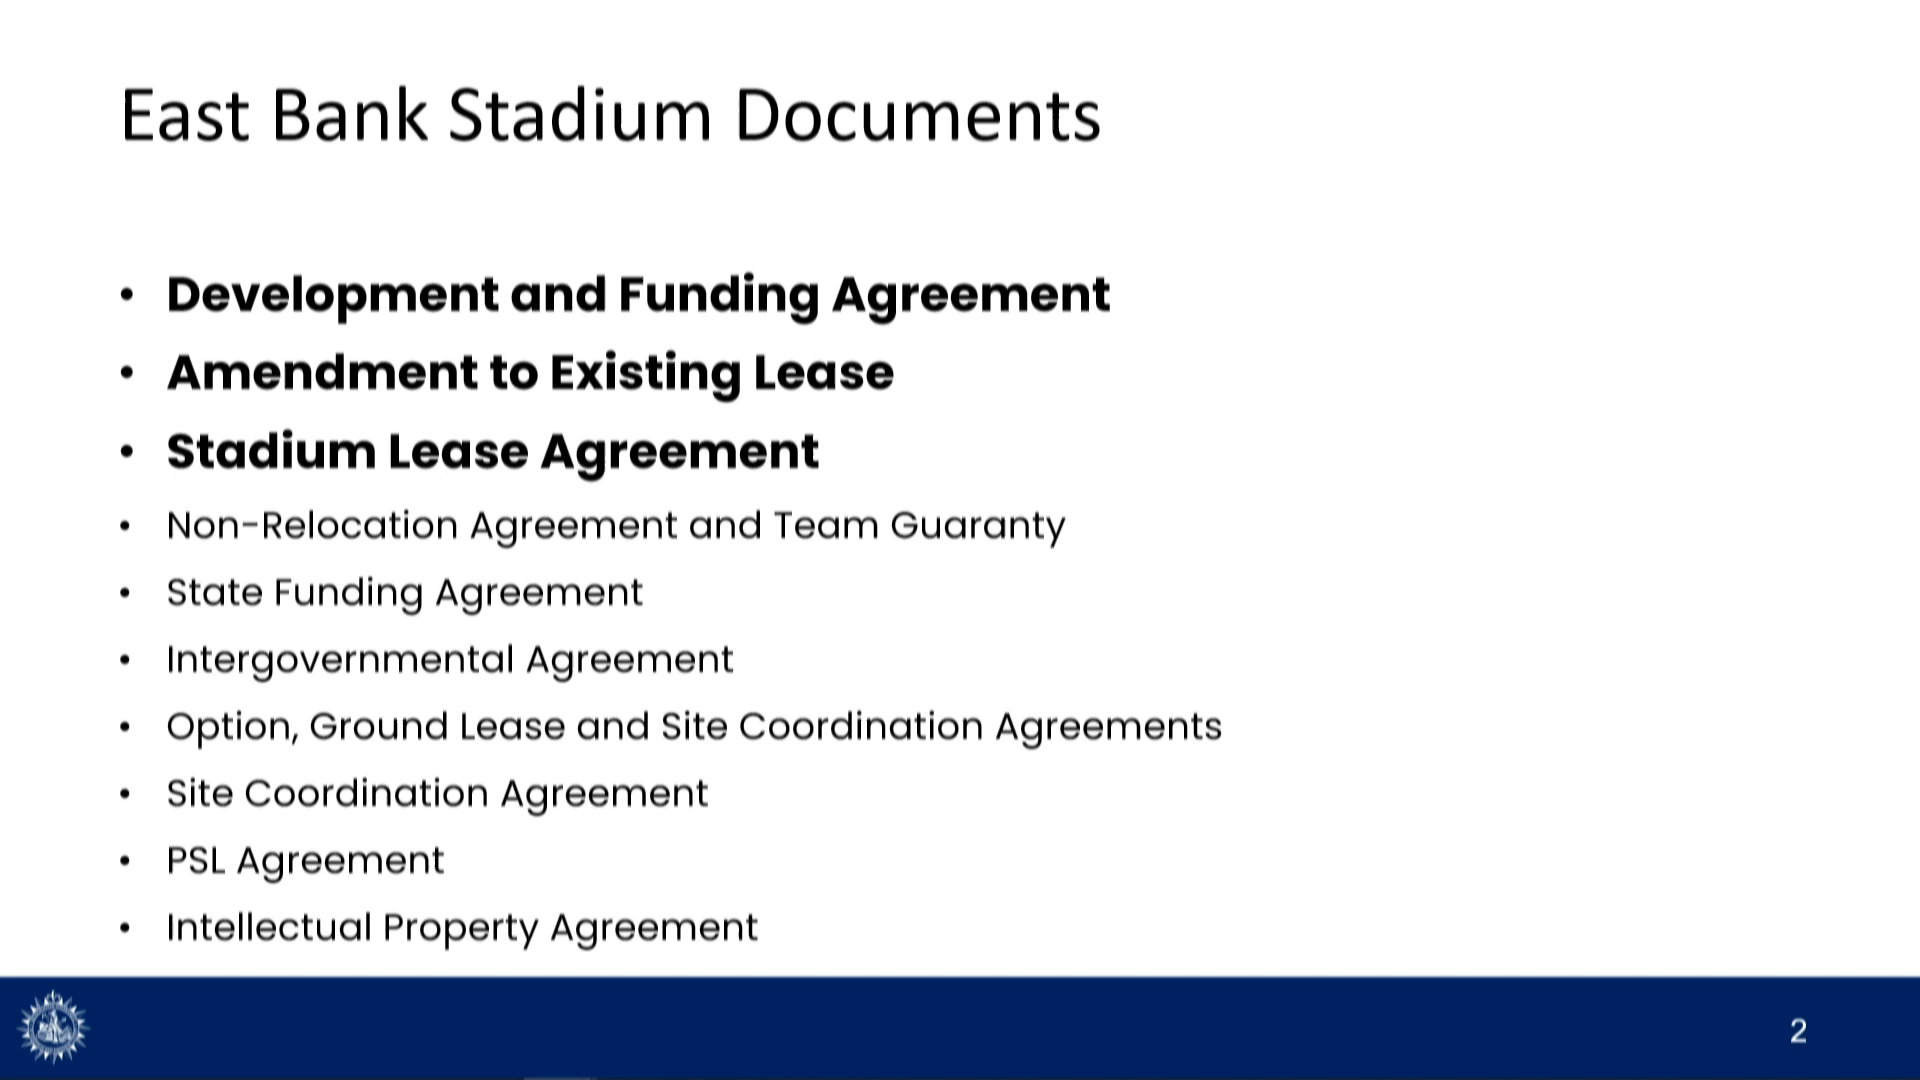 East Bank Stadium Documents
• Development and Funding Agreement
• Amendment to Existing Lease
• Stadium Lease Agreement
• Non-Relocation Agreement and Team Guaranty
• State Funding Agreement
• Intergovernmental Agreement
• Option, Ground Lease and Site Coordination Agreements
• Site Coordination Agreement
• PSL Agreement
• Intellectual Property Agreement
2